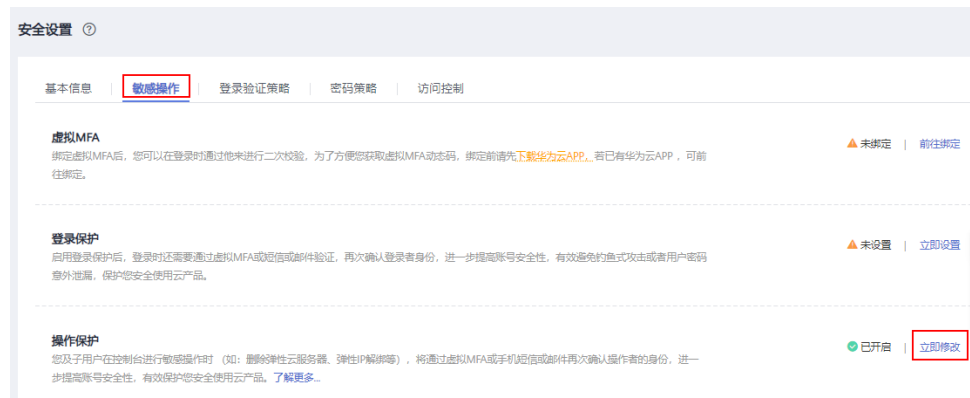 安全设置 ?
基本信息 | 敏感操作 | 登录验证策略 | 密码策略 | 访问控制
虚拟MFA
绑定虚拟MFA后，您可以在登录时通过他来进行二次校验，为了方便您获取虚拟MFA动态码，绑定前请先下载华为云APP，若已有华为云APP ，可前
往绑定。
未绑定 | 前往绑定
登录保护
启用登录保护后，登录时还需要通过虚拟MFA或短信或邮件验证，再次确认登录者身份，进一步提高账号安全性，有效避免钓鱼式攻击或者用户密码
意外泄漏，保护您安全使用云产品。
未设置 | 立即设置
操作保护
您及子用户在控制台进行敏感操作时 （如：删除弹性云服务器、弹性IP解绑等），将通过虚拟MFA或手机短信或邮件再次确认操作者的身份，进一
步提高账号安全性，有效保护您安全使用云产品。了解更多...
已开启 | 立即修改